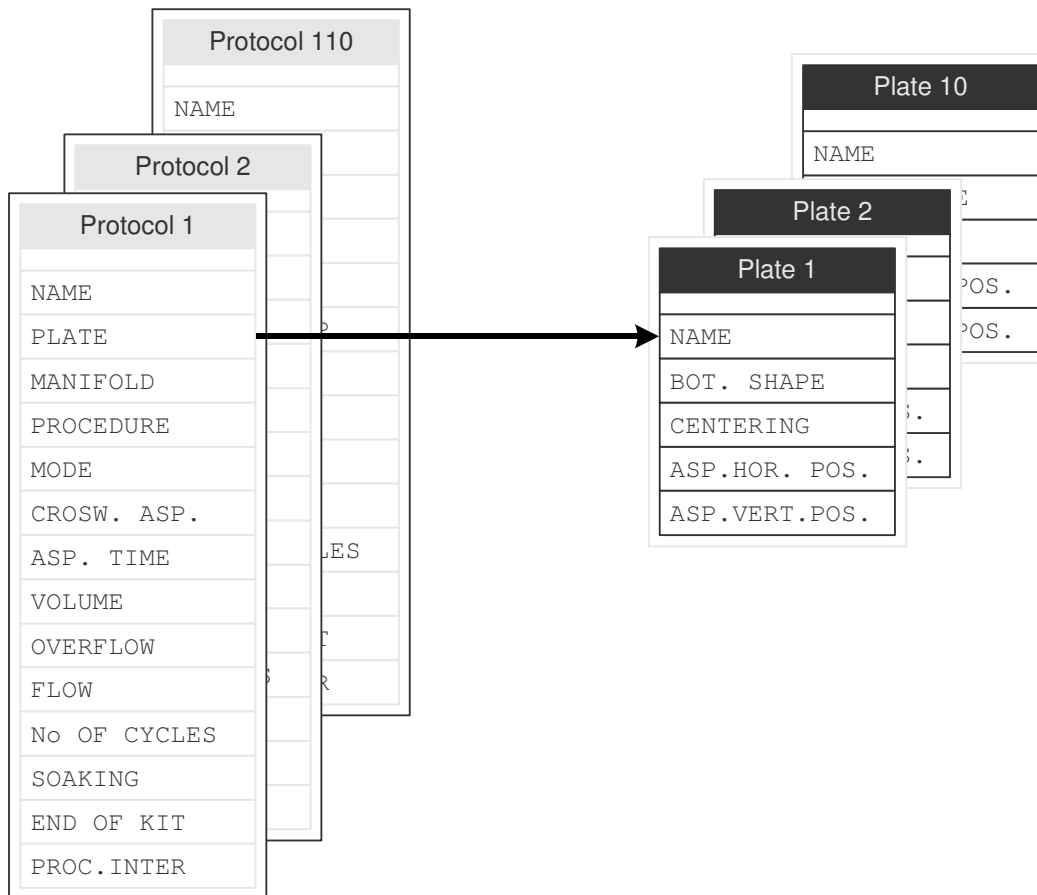 Protocol 110
NAME
Protocol 2
Protocol 1
NAME
PLATE
MANIFOLD
PROCEDURE
MODE
CROSW. ASP.
ASP. TIME
VOLUME
OVERFLOW
FLOW
No OF CYCLES
SOAKING
END OF KIT
PROC.INTER
Plate 10
NAME
POS.
POS.
Plate 2
Plate 1
NAME
BOT. SHAPE
CENTERING
ASP.HOR. POS.
ASP.VERT.POS.